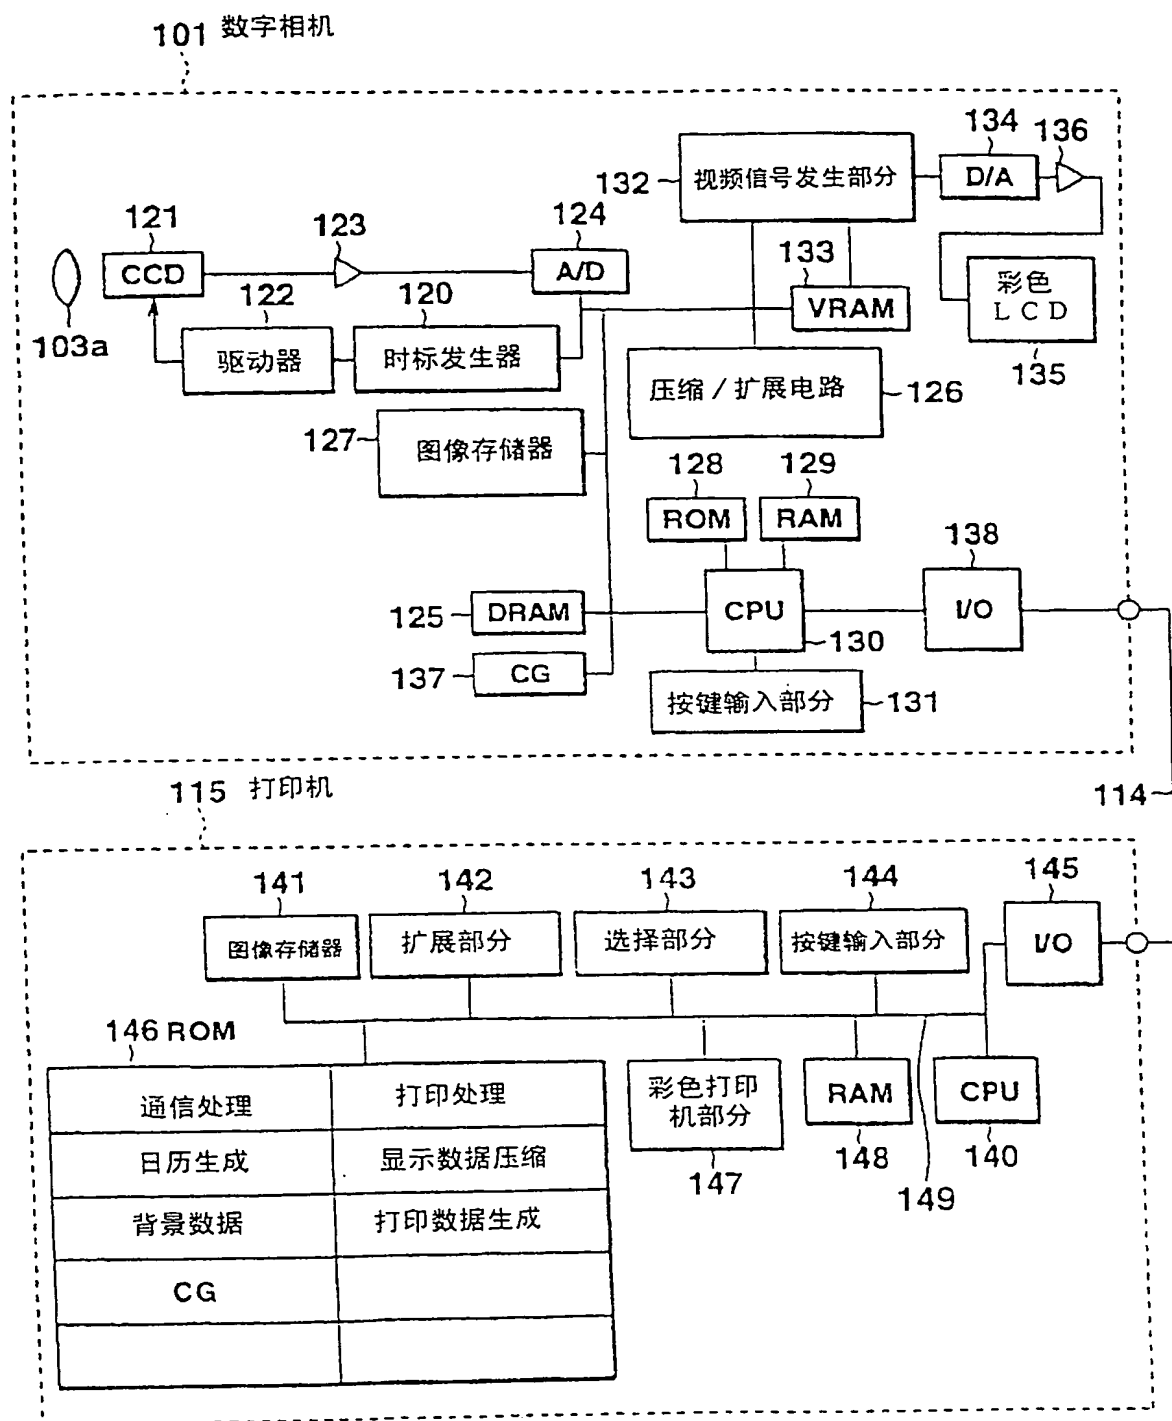 101 数字相机
134
136
132
视频信号发生部分
D/A
121
123
124
133
CCD
A/D
VRAM
彩色
LCD
135
103a
122
120
驱动器
时标发生器
压缩/扩展电路
126
127
图像存储器
128
129
ROM
RAM
138
125
DRAM
CPU
130
I/O
137
CG
按键输入部分
131
114
115 打印机
141
142
143
144
145
图像存储器
扩展部分
选择部分
按键输入部分
I/O
146 ROM
通信处理
打印处理
日历生成
显示数据压缩
背景数据
打印数据生成
CG
彩色打印
机部分
147
RAM
148
CPU
140
149